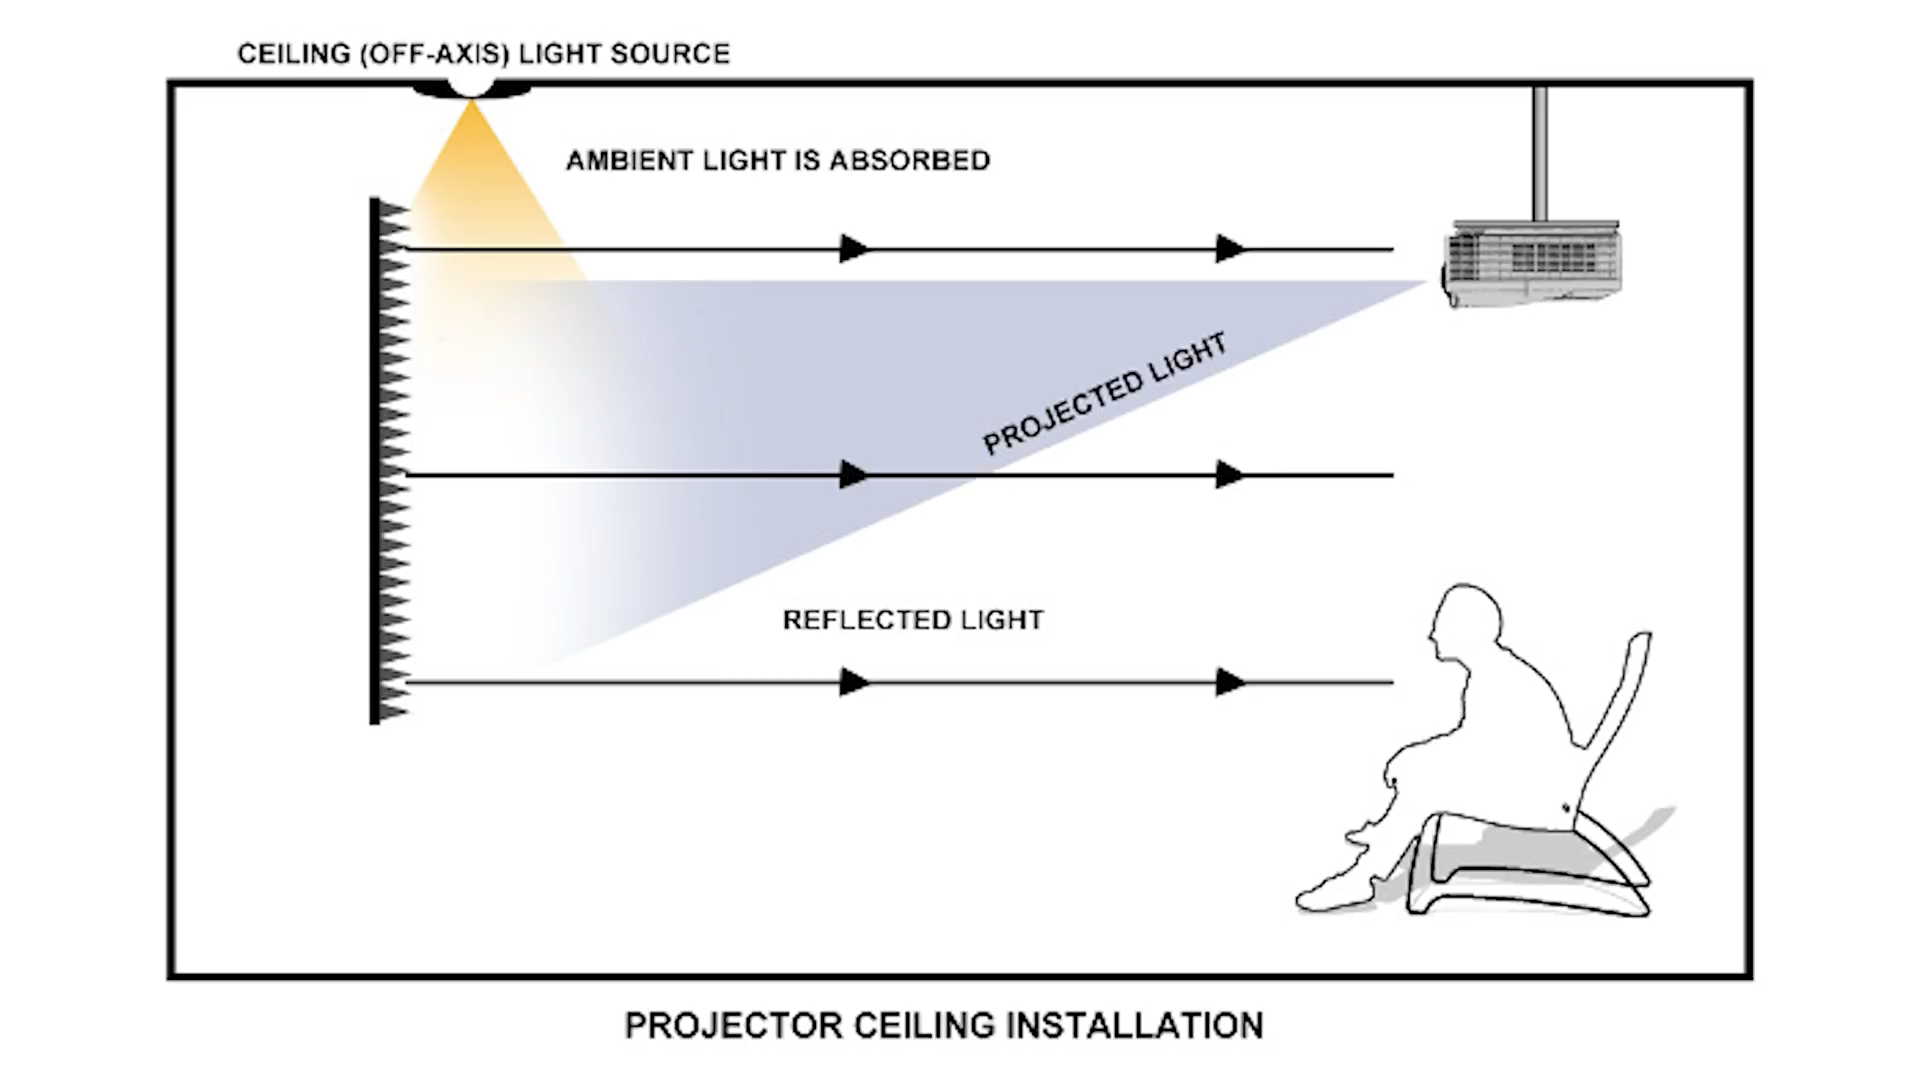 CEILING (OFF-AXIS) LIGHT SOURCE
AMBIENT LIGHT IS ABSORBED
PROJECTED LIGHT
REFLECTED LIGHT
PROJECTOR CEILING INSTALLATION